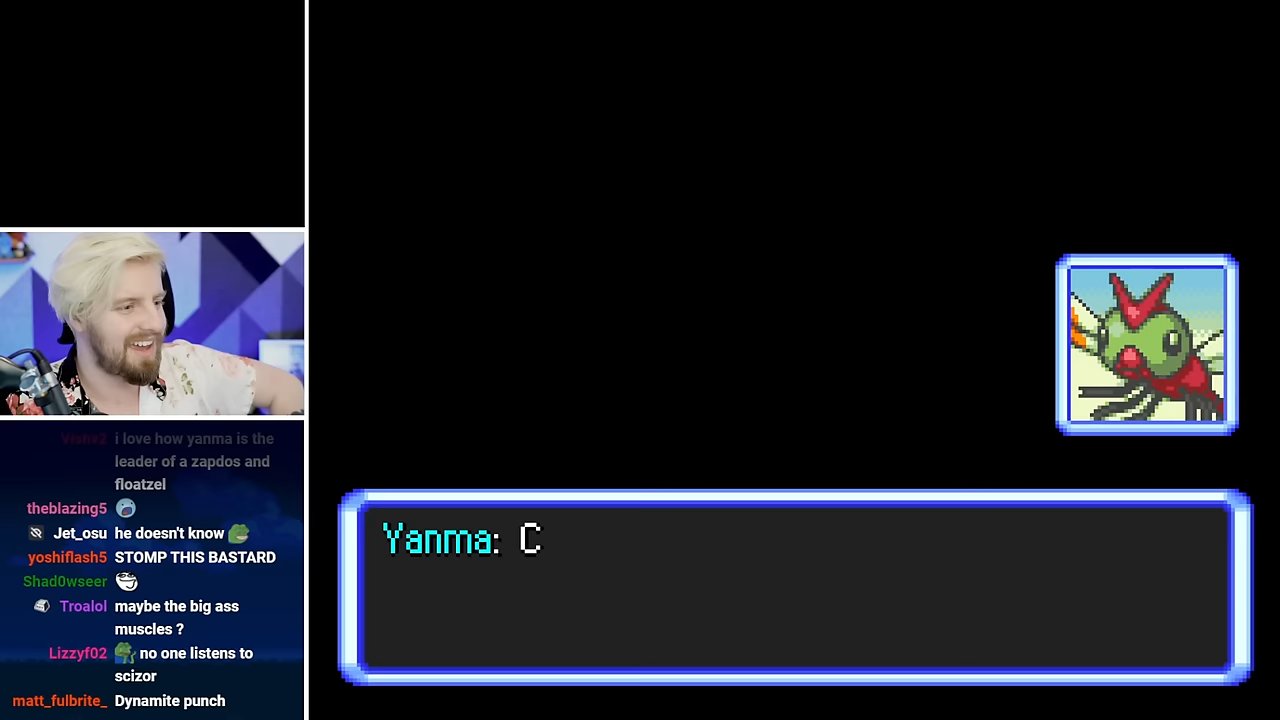 Vishx2 i love how yanma is the
leader of a zapdos and
floatzel
theblazing5
Jet_osu he doesn't know
yoshiflash5 STOMP THIS BASTARD
Shad0wseer
Troalol maybe the big ass
muscles ?
Lizzyf02 no one listens to
scizor
matt_fulbrite_ Dynamite punch
Yanma: C